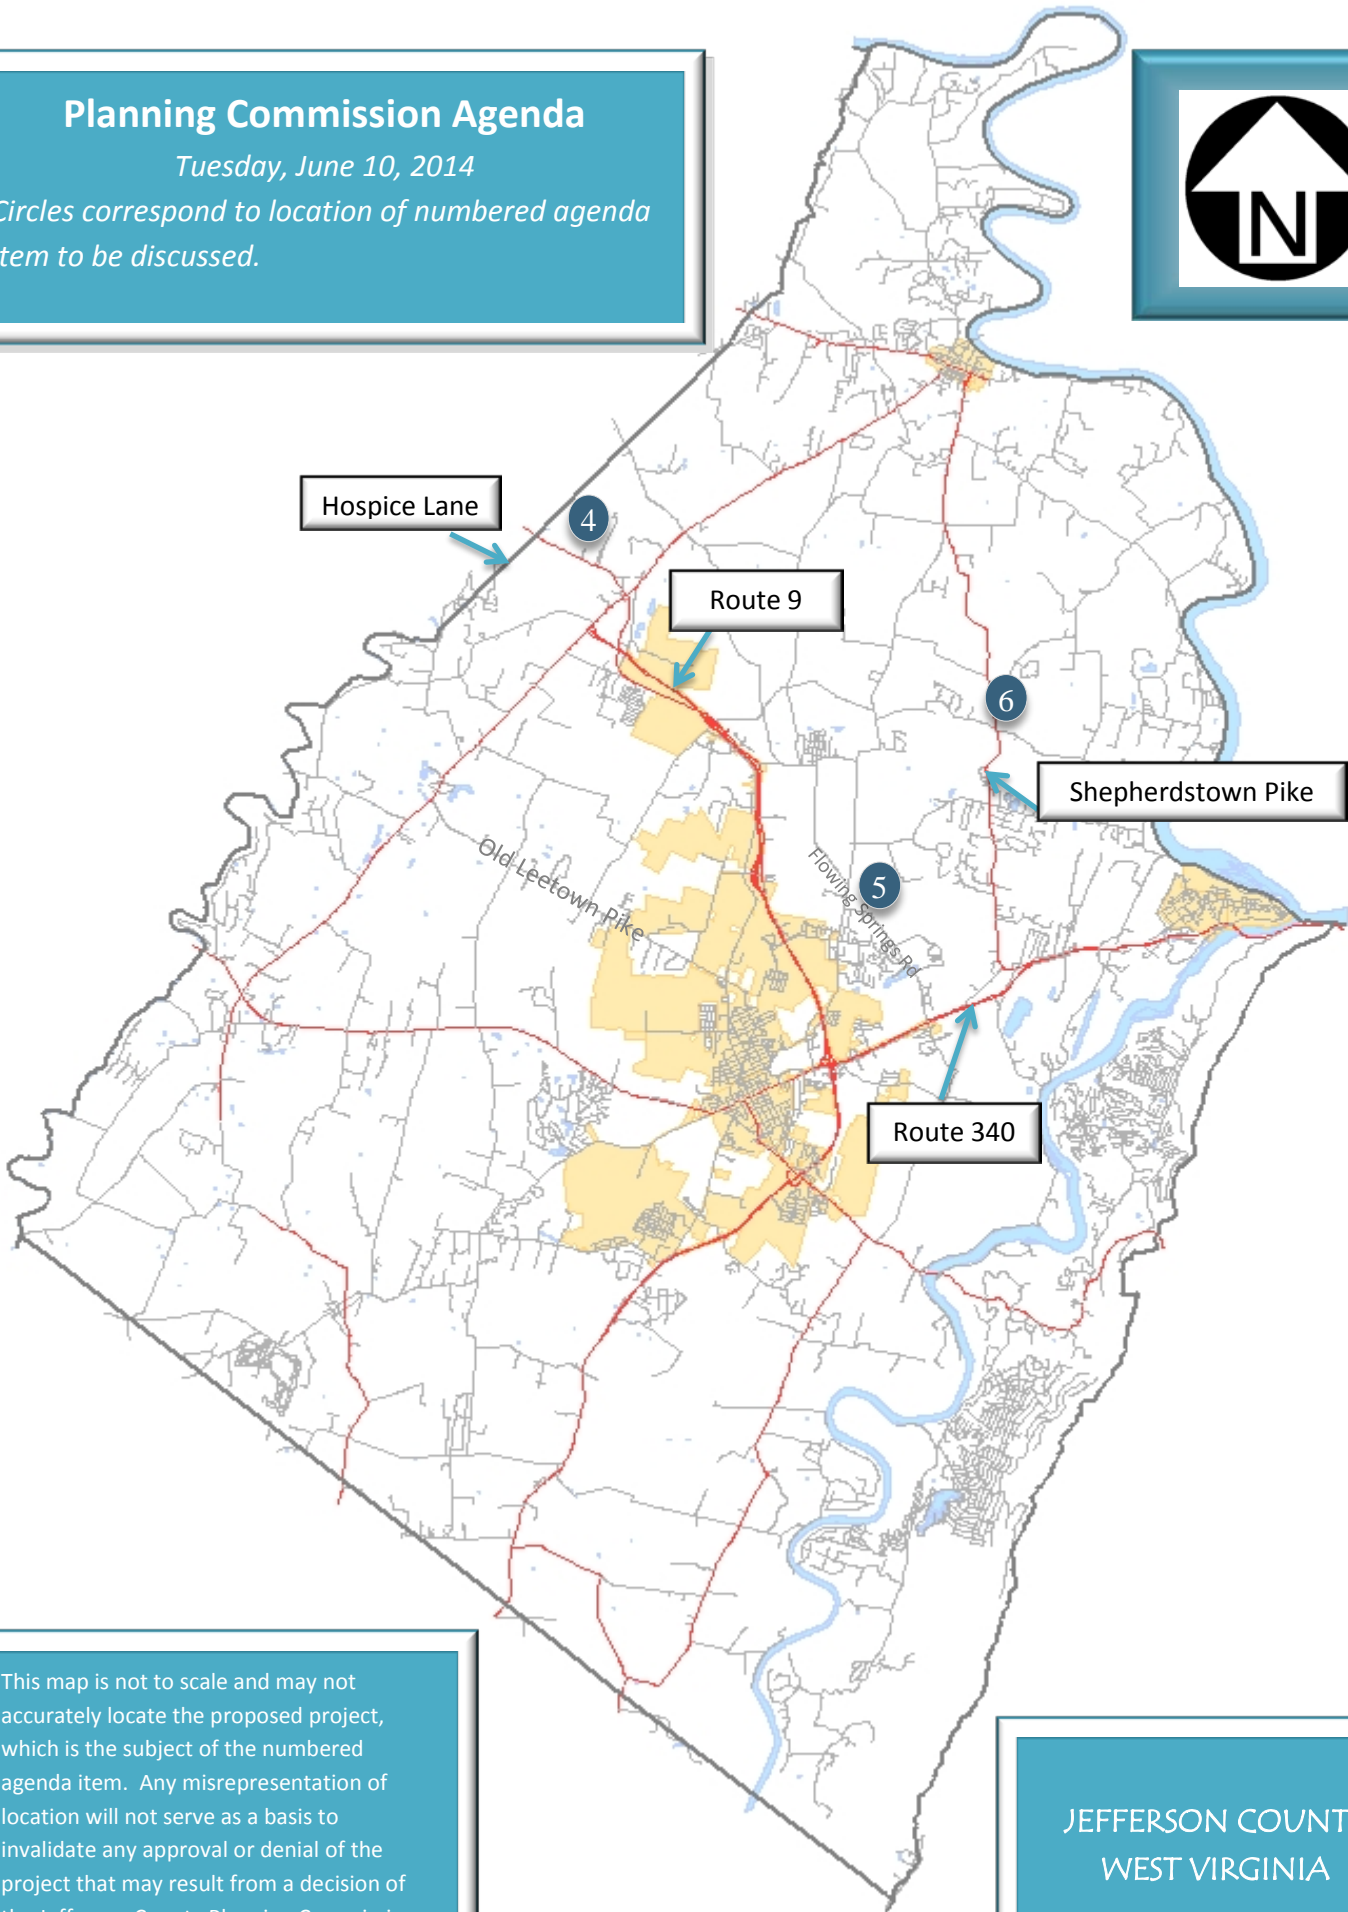 Planning Commission Agenda
Tuesday, June 10, 2014
Circles correspond to location of numbered agenda
item to be discussed.
N
Hospice Lane
4
Route 9
6
Shepherdstown Pike
Old Leetown Pike
Flowing Springs Rd
5
Route 340
This map is not to scale and may not
accurately locate the proposed project,
which is the subject of the numbered
agenda item. Any misrepresentation of
location will not serve as a basis to
invalidate any approval or denial of the
project that may result from a decision of
JEFFERSON COUNT
WEST VIRGINIA